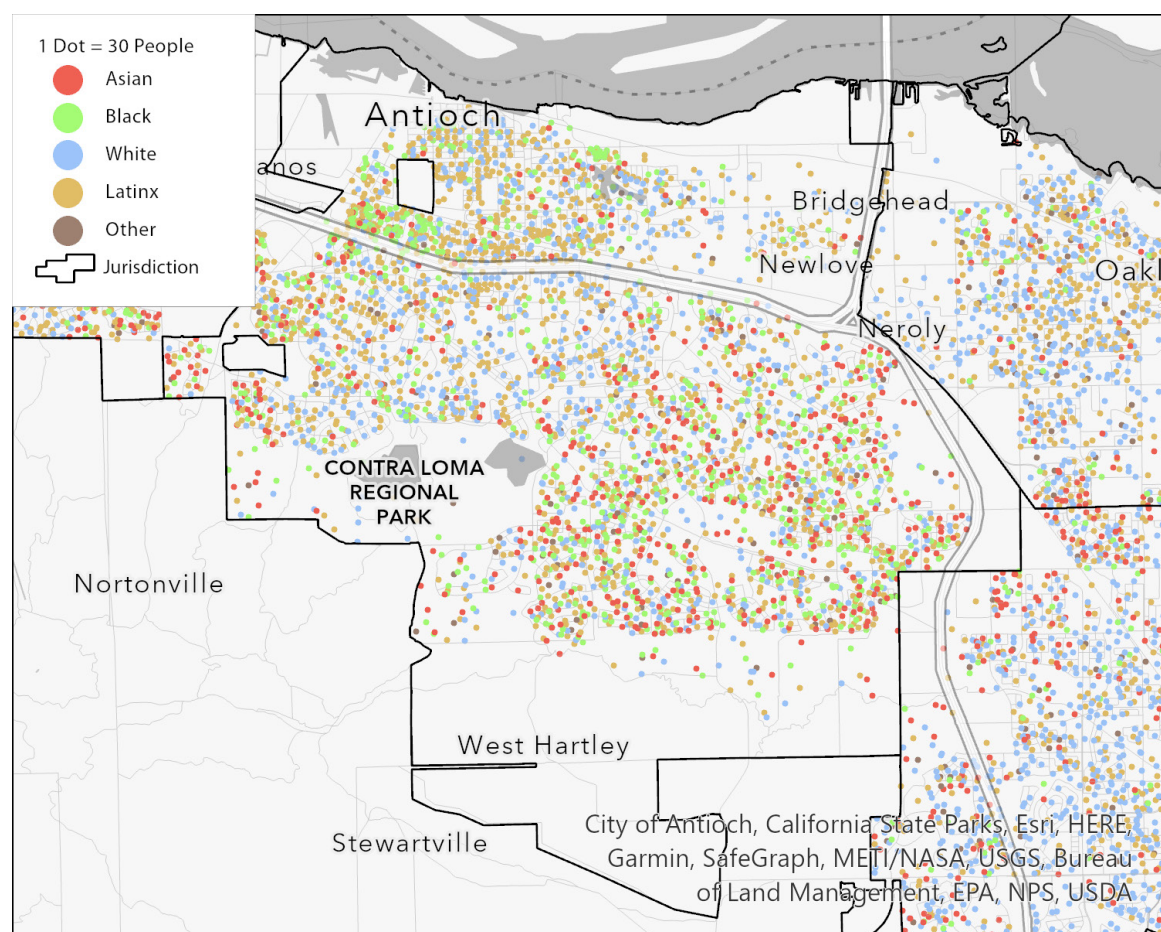 1 Dot = 30 People
Asian
Black
White
Latinx
Other
Jurisdiction
Antioch
anos
Bridgehead
Newlove
Oakl
Neroly
CONTRA LOMA
REGIONAL
PARK
Nortonville
West Hartley
Stewartville
City of Antioch, California State Parks, Esri, HERE,
Garmin, SafeGraph, METI/NASA, USGS, Bureau
of Land Management, EPA, NPS, USDA